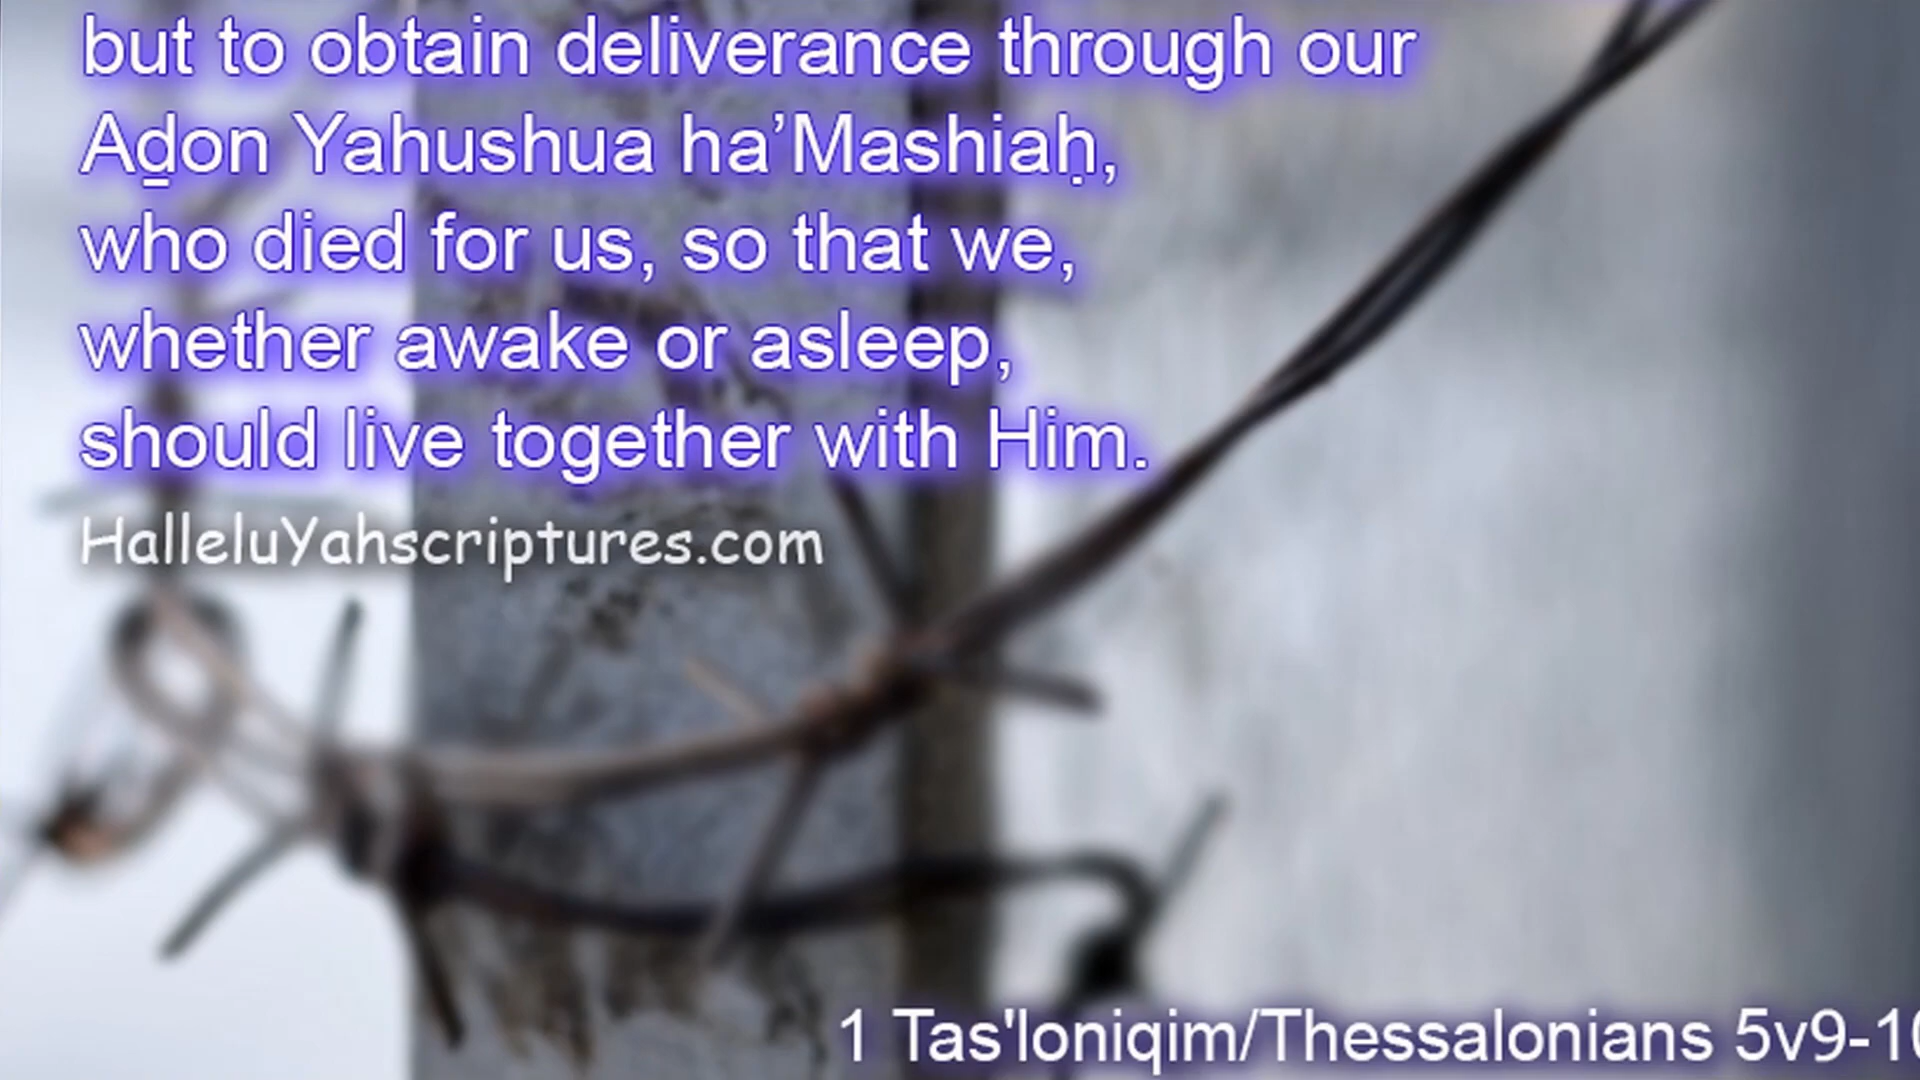 but to obtain deliverance through our
Aḏon Yahushua ha’Mashiaḥ,
who died for us, so that we,
whether awake or asleep,
should live together with Him.
HalleluYahscriptures.com
1 Tas'loniqim/Thessalonians 5v9-10